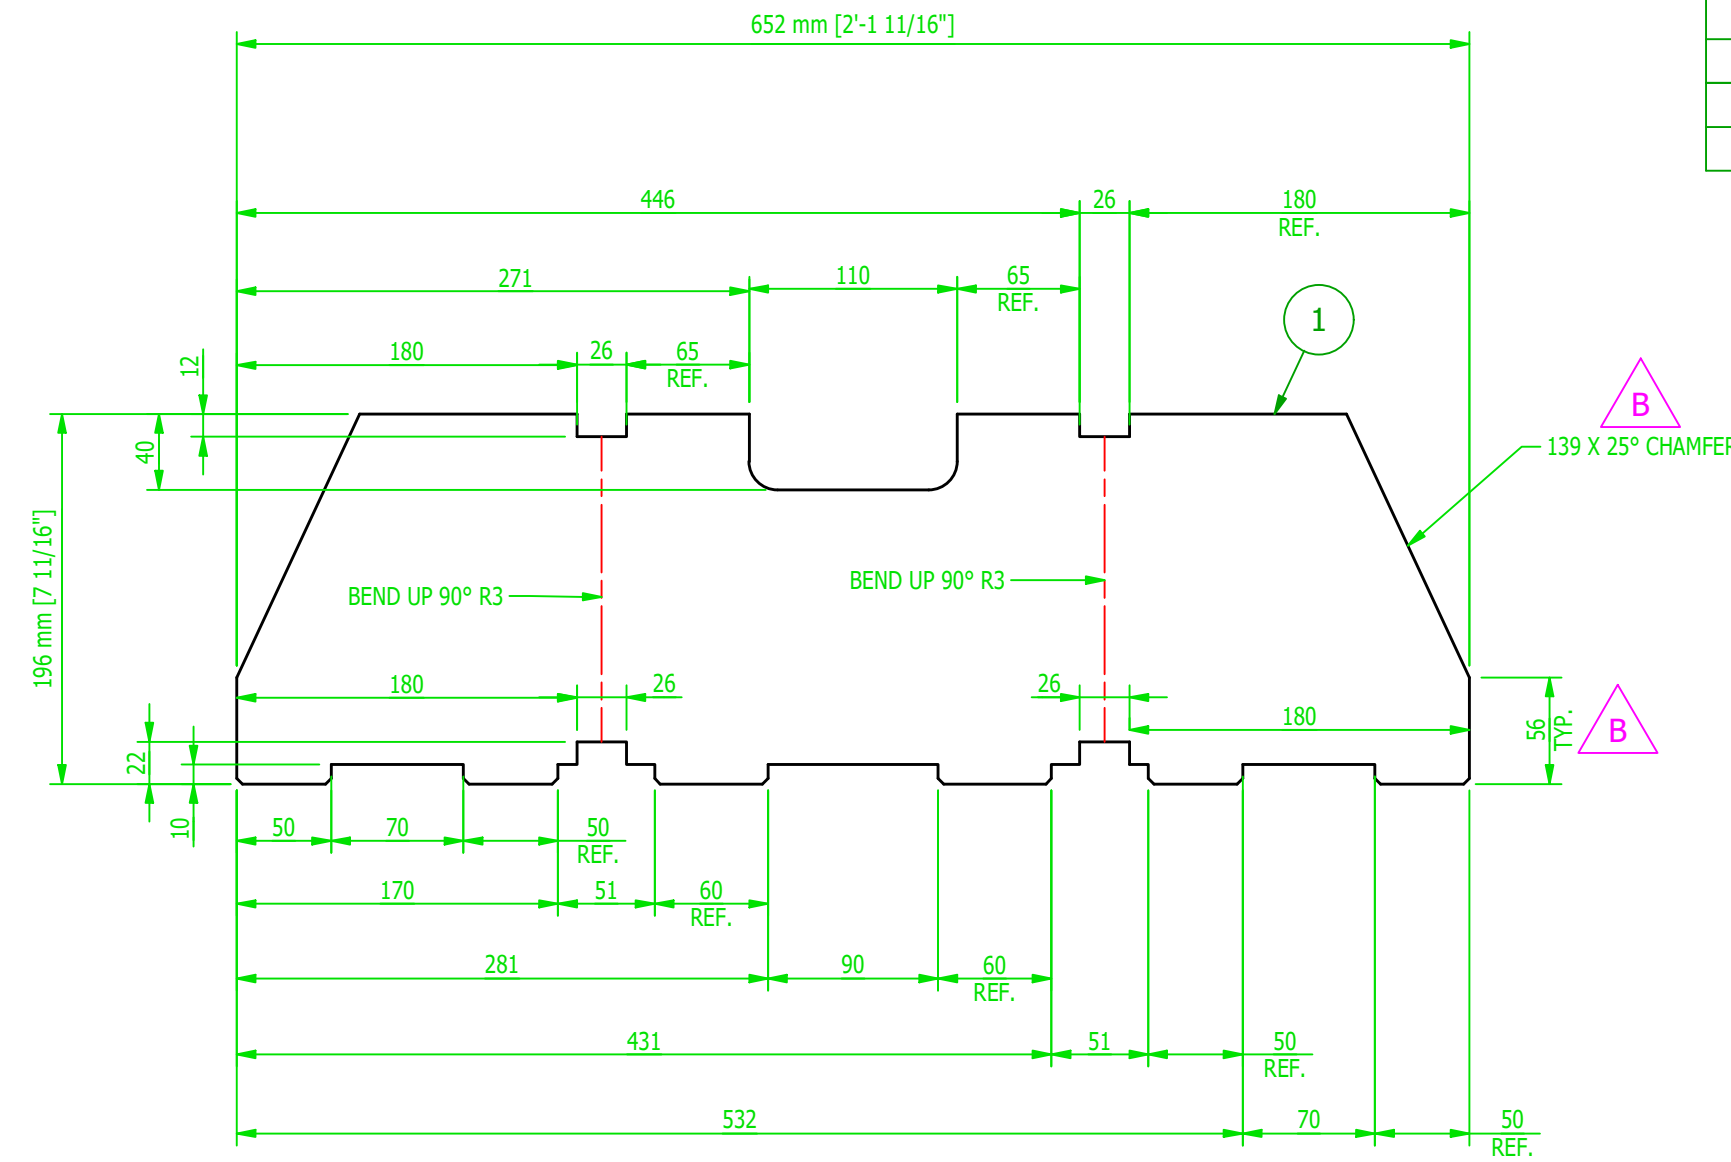 652 mm [2'-1 11/16"]
446
26
180
REF.
271
110
65
REF.
180
26
65
REF.
12
40
1
B
139 X 25° CHAMFER
196 mm [7 11/16"]
BEND UP 90° R3
BEND UP 90° R3
180
26
26
180
56
TYP.
B
22
10
50
70
50
REF.
170
51
60
REF.
281
90
60
REF.
431
51
50
REF.
532
70
50
REF.